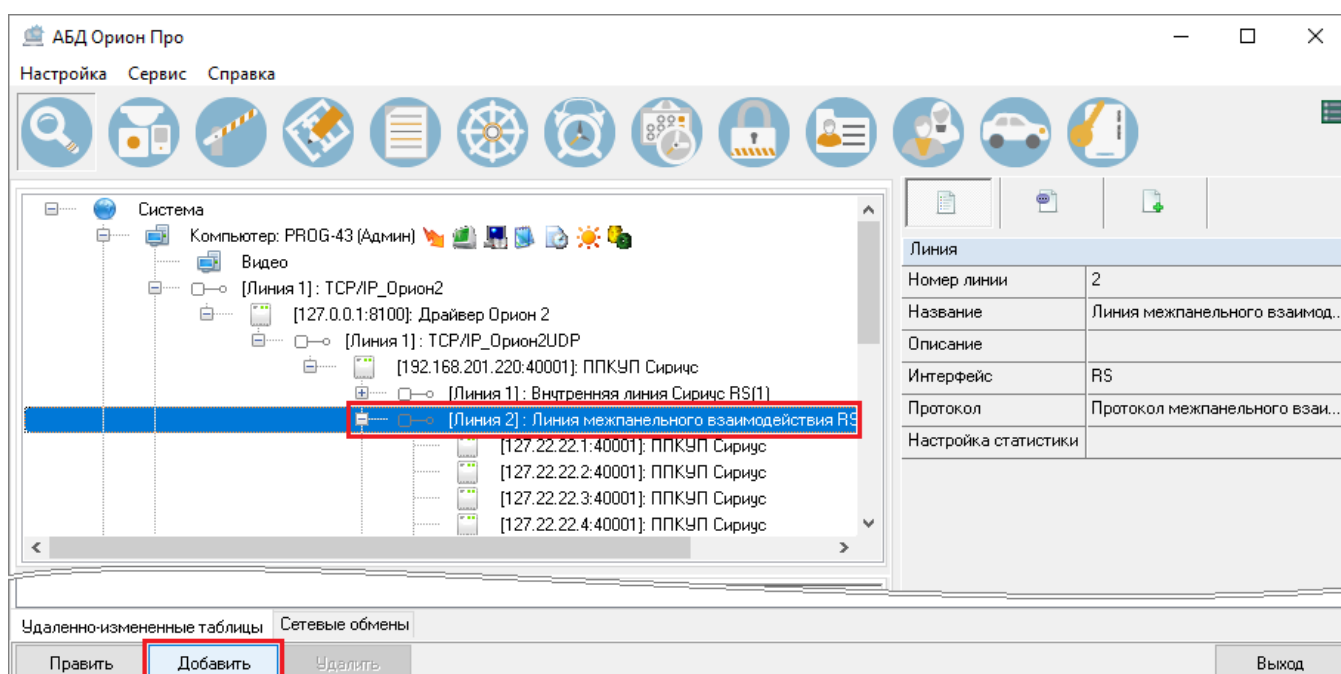 АБД Орион Про
Настройка Сервис Справка
Система
Компьютер: PROG-43 (Админ)
Видео
[Линия 1] : TCP/IP_Орион2
[127.0.0.1:8100]: Драйвер Орион 2
[Линия 1] : TCP/IP_Орион2UDP
[192.168.201.220:40001]: ППКУП Сириус
[Линия 1] : Внутренняя линия Сириус RS(1)
[Линия 2] : Линия межпанельного взаимодействия RS
[127.22.22.1:40001]: ППКУП Сириус
[127.22.22.2:40001]: ППКУП Сириус
[127.22.22.3:40001]: ППКУП Сириус
[127.22.22.4:40001]: ППКУП Сириус
Линия
Номер линии 2
Название Линия межпанельного взаимод...
Описание
Интерфейс RS
Протокол Протокол межпанельного взаи...
Настройка статистики
Удаленно-измененные таблицы Сетевые обмены
Править Добавить Удалить Выход